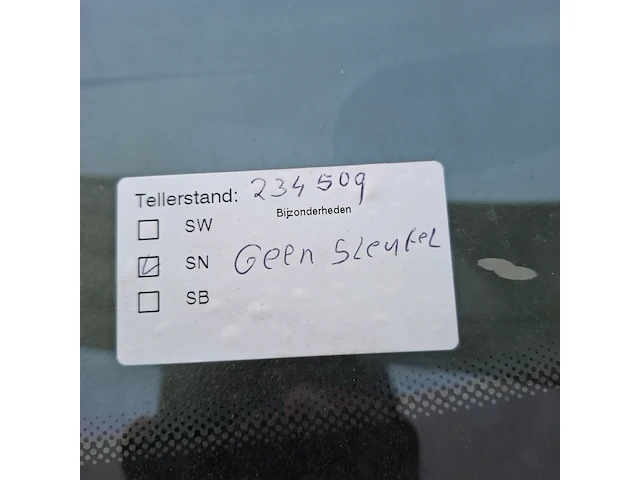 Tellerstand: 234509
Bijzonderheden
SW
SN Geen Sleutel
SB